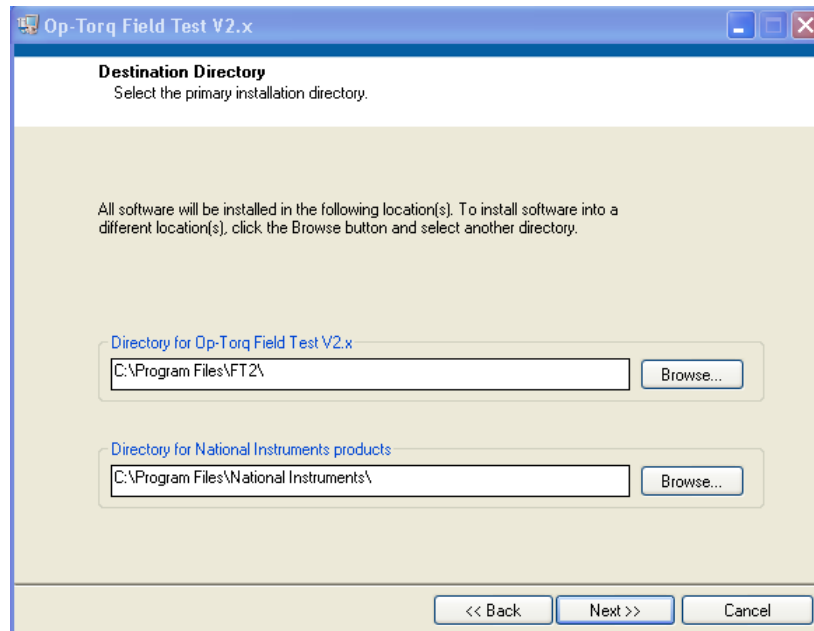 Op-Torq Field Test V2.x
Destination Directory
Select the primary installation directory.
All software will be installed in the following location(s). To install software into a
different location(s), click the Browse button and select another directory.
Directory for Op-Torq Field Test V2.x
C:\Program Files\FT2\
Browse...
Directory for National Instruments products
C:\Program Files\National Instruments\
Browse...
<< Back
Next >>
Cancel